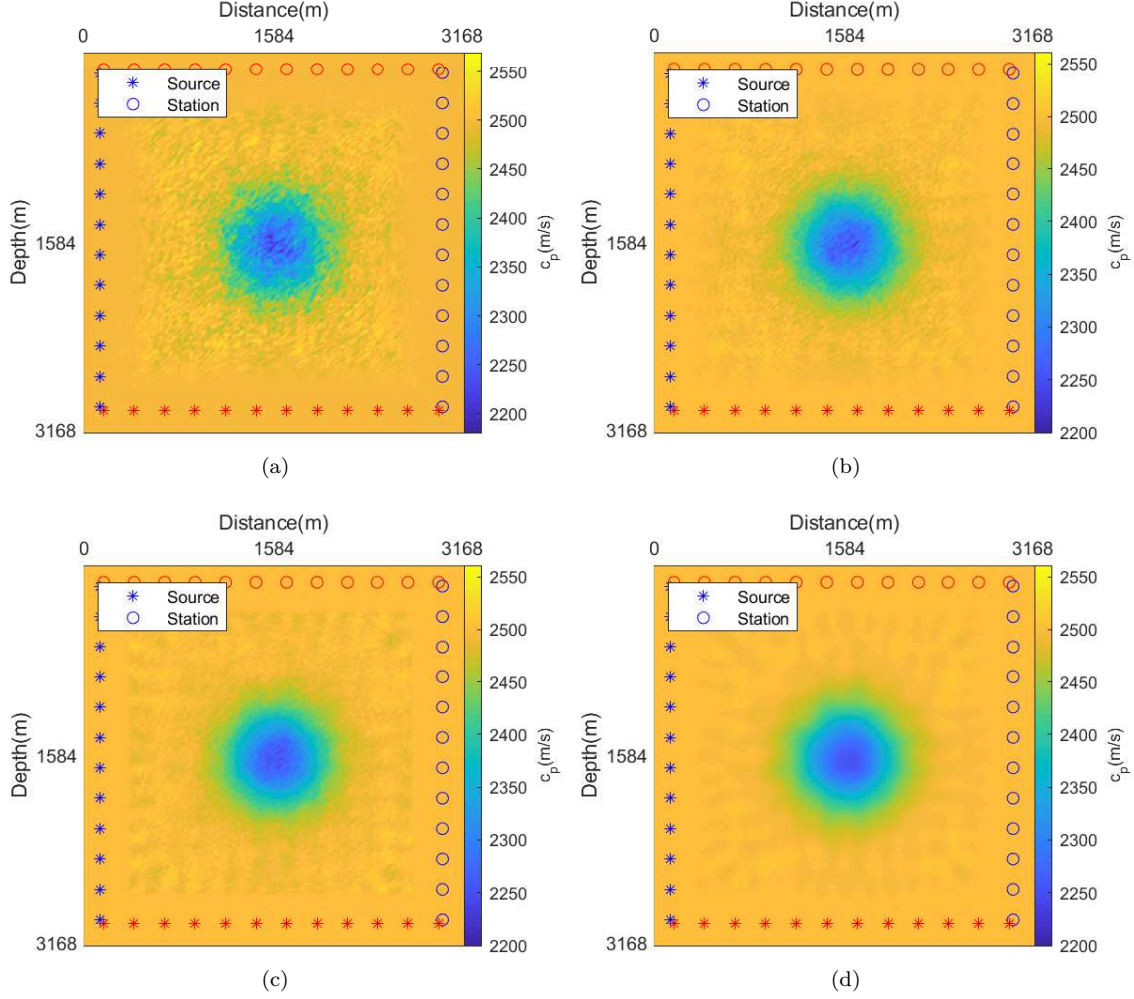 Distance(m)
0 1584 3168
Source
Station
Depth(m)
1584
3168
2550
2500
2450
2400
2350
2300
2250
2200
c_p(m/s)
(a)
Distance(m)
0 1584 3168
Source
Station
Depth(m)
1584
3168
2550
2500
2450
2400
2350
2300
2250
2200
c_p(m/s)
(b)
Distance(m)
0 1584 3168
Source
Station
Depth(m)
1584
3168
2550
2500
2450
2400
2350
2300
2250
2200
c_p(m/s)
(c)
Distance(m)
0 1584 3168
Source
Station
Depth(m)
1584
3168
2550
2500
2450
2400
2350
2300
2250
2200
c_p(m/s)
(d)